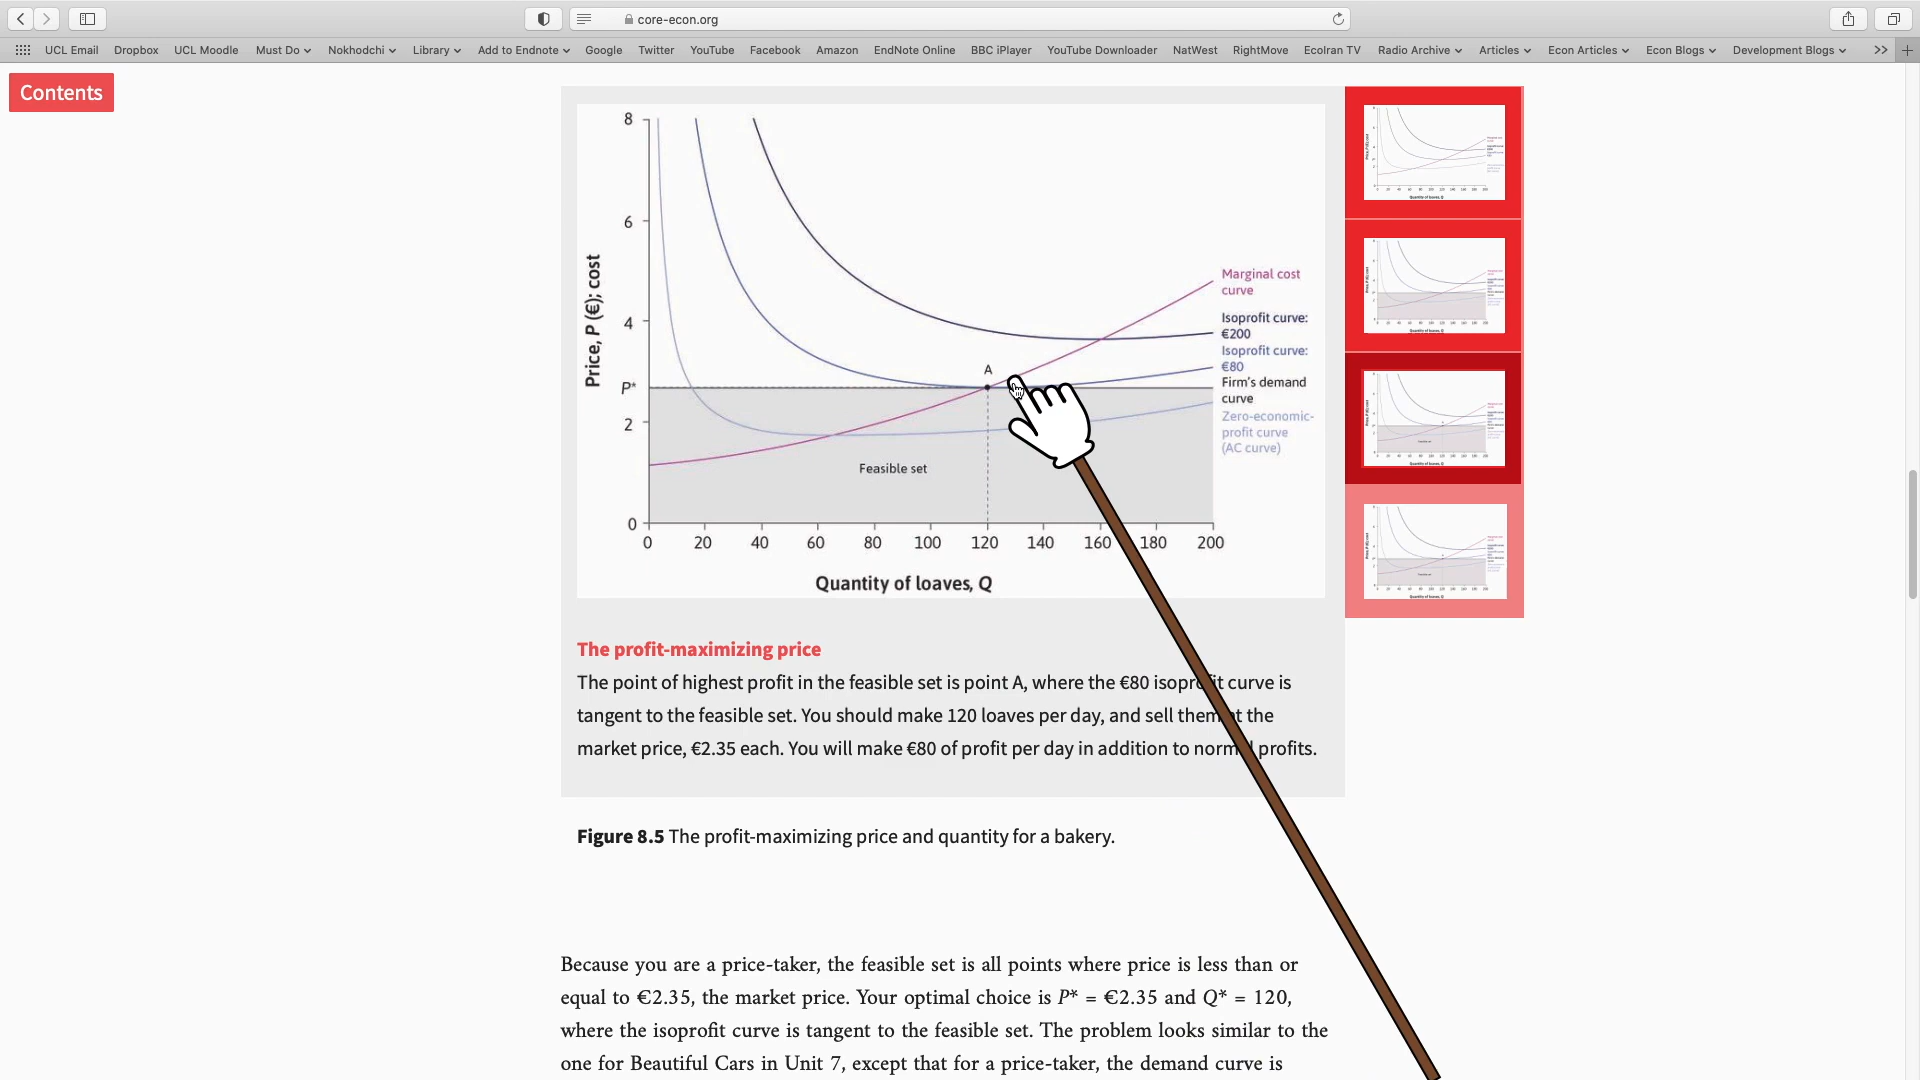 core-econ.org
UCL Email Dropbox UCL Moodle Must Do Nokhodchi Library Add to Endnote Google Twitter YouTube Facebook Amazon EndNote Online BBC iPlayer YouTube Downloader NatWest RightMove EcoIran TV Radio Archive Articles Econ Articles Econ Blogs Development Blogs
Contents
8
6
4
P*
2
0
Price, P (€); cost
A
Feasible set
Marginal cost
curve
Isoprofit curve:
€200
Isoprofit curve:
€80
Firm's demand
curve
Zero-economic-
profit curve
(AC curve)
0 20 40 60 80 100 120 140 160 180 200
Quantity of loaves, Q
The profit-maximizing price
The point of highest profit in the feasible set is point A, where the €80 isoprofit curve is
tangent to the feasible set. You should make 120 loaves per day, and sell them at the
market price, €2.35 each. You will make €80 of profit per day in addition to normal profits.
Figure 8.5 The profit-maximizing price and quantity for a bakery.
Because you are a price-taker, the feasible set is all points where price is less than or
equal to €2.35, the market price. Your optimal choice is P* = €2.35 and Q* = 120,
where the isoprofit curve is tangent to the feasible set. The problem looks similar to the
one for Beautiful Cars in Unit 7, except that for a price-taker, the demand curve is